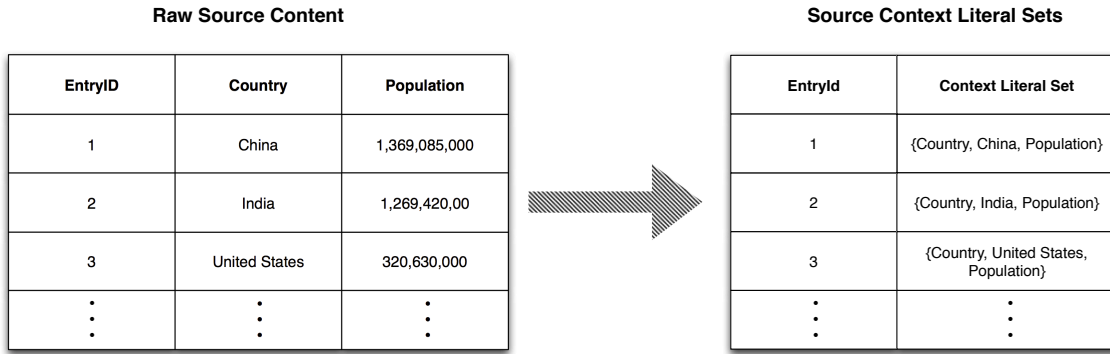 Raw Source Content
Source Context Literal Sets
EntryID Country Population
1 China 1,369,085,000
2 India 1,269,420,00
3 United States 320,630,000
EntryId Context Literal Set
1 {Country, China, Population}
2 {Country, India, Population}
3 {Country, United States,
Population}